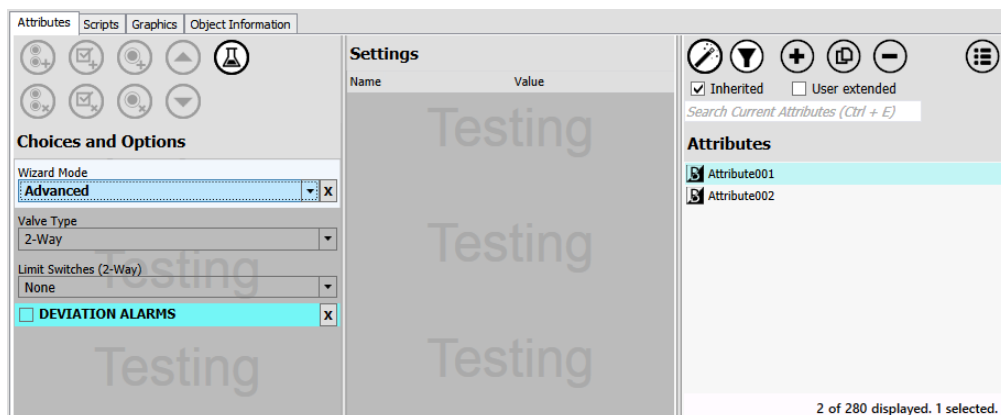 Attributes Scripts Graphics Object Information
Choices and Options
Wizard Mode
Advanced x
Valve Type
2-Way
Limit Switches (2-Way)
None
DEVIATION ALARMS x
Testing
Testing
Settings
Name Value
Testing
Testing
Testing
Inherited User extended
Search Current Attributes (Ctrl + E)
Attributes
Attribute001
Attribute002
2 of 280 displayed. 1 selected.